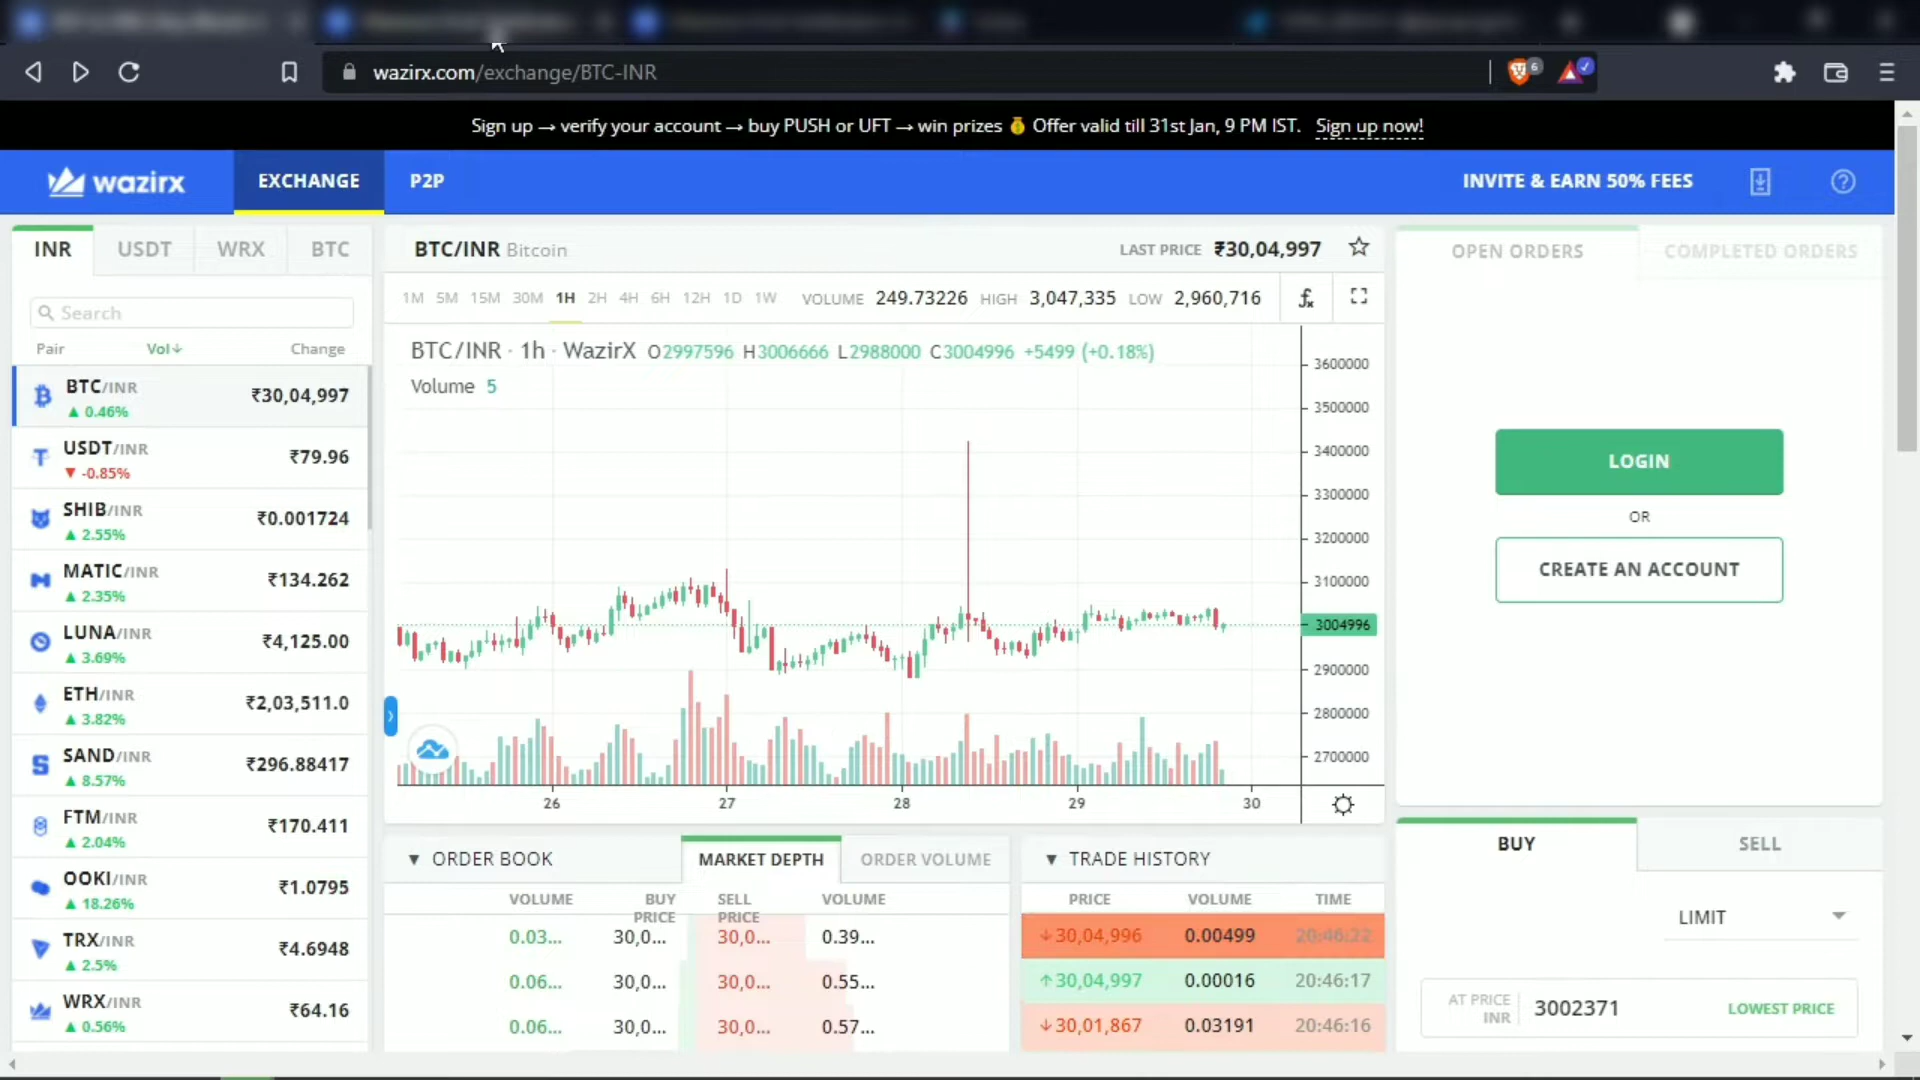 wazirx.com/exchange/BTC-INR
6
Sign up → verify your account → buy PUSH or UFT → win prizes 💰 Offer valid till 31st Jan, 9 PM IST. Sign up now!
wazirx
EXCHANGE
P2P
INVITE & EARN 50% FEES
INR
USDT
WRX
BTC
Search
Pair
Vol↓
Change
BTC/INR
₹30,04,997
▲ 0.46%
USDT/INR
₹79.96
▼ -0.85%
SHIB/INR
₹0.001724
▲ 2.55%
MATIC/INR
₹134.262
▲ 2.35%
LUNA/INR
₹4,125.00
▲ 3.69%
ETH/INR
₹2,03,511.0
▲ 3.82%
SAND/INR
₹296.88417
▲ 8.57%
FTM/INR
₹170.411
▲ 2.04%
OOKI/INR
₹1.0795
▲ 18.26%
TRX/INR
₹4.6948
▲ 2.5%
WRX/INR
₹64.16
▲ 0.56%
BTC/INR Bitcoin
LAST PRICE ₹30,04,997
1M 5M 15M 30M 1H 2H 4H 6H 12H 1D 1W
VOLUME 249.73226 HIGH 3,047,335 LOW 2,960,716
BTC/INR · 1h · WazirX O2997596 H3006666 L2988000 C3004996 +5499 (+0.18%)
Volume 5
3600000
3500000
3400000
3300000
3200000
3100000
3004996
2900000
2800000
2700000
26 27 28 29 30
▼ ORDER BOOK
MARKET DEPTH
ORDER VOLUME
VOLUME
BUY PRICE
SELL PRICE
VOLUME
0.03... 30,0... 30,0... 0.39...
0.06... 30,0... 30,0... 0.55...
0.06... 30,0... 30,0... 0.57...
▼ TRADE HISTORY
PRICE VOLUME TIME
↓30,04,996 0.00499 20:46:22
↑30,04,997 0.00016 20:46:17
↓30,01,867 0.03191 20:46:16
OPEN ORDERS
COMPLETED ORDERS
LOGIN
OR
CREATE AN ACCOUNT
BUY
SELL
LIMIT
AT PRICE
INR
3002371
LOWEST PRICE